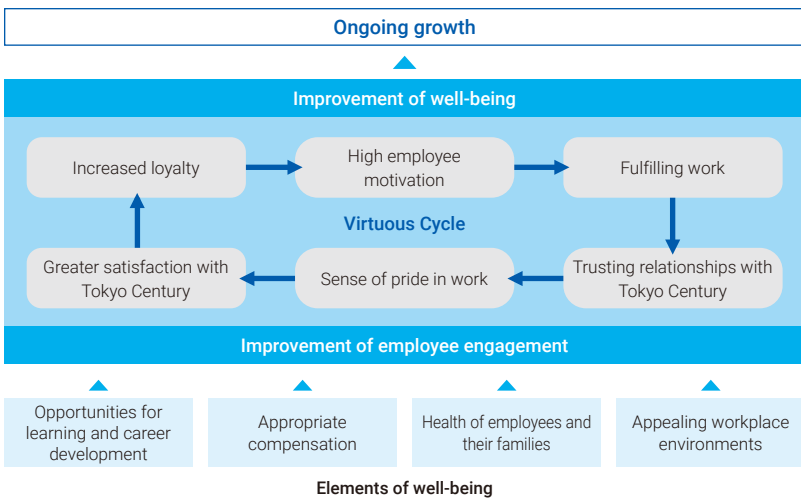 Ongoing growth
Improvement of well-being
Increased loyalty
High employee
motivation
Fulfilling work
Virtuous Cycle
Greater satisfaction with
Tokyo Century
Sense of pride in work
Trusting relationships with
Tokyo Century
Improvement of employee engagement
Opportunities for
learning and career
development
Appropriate
compensation
Health of employees and
their families
Appealing workplace
environments
Elements of well-being